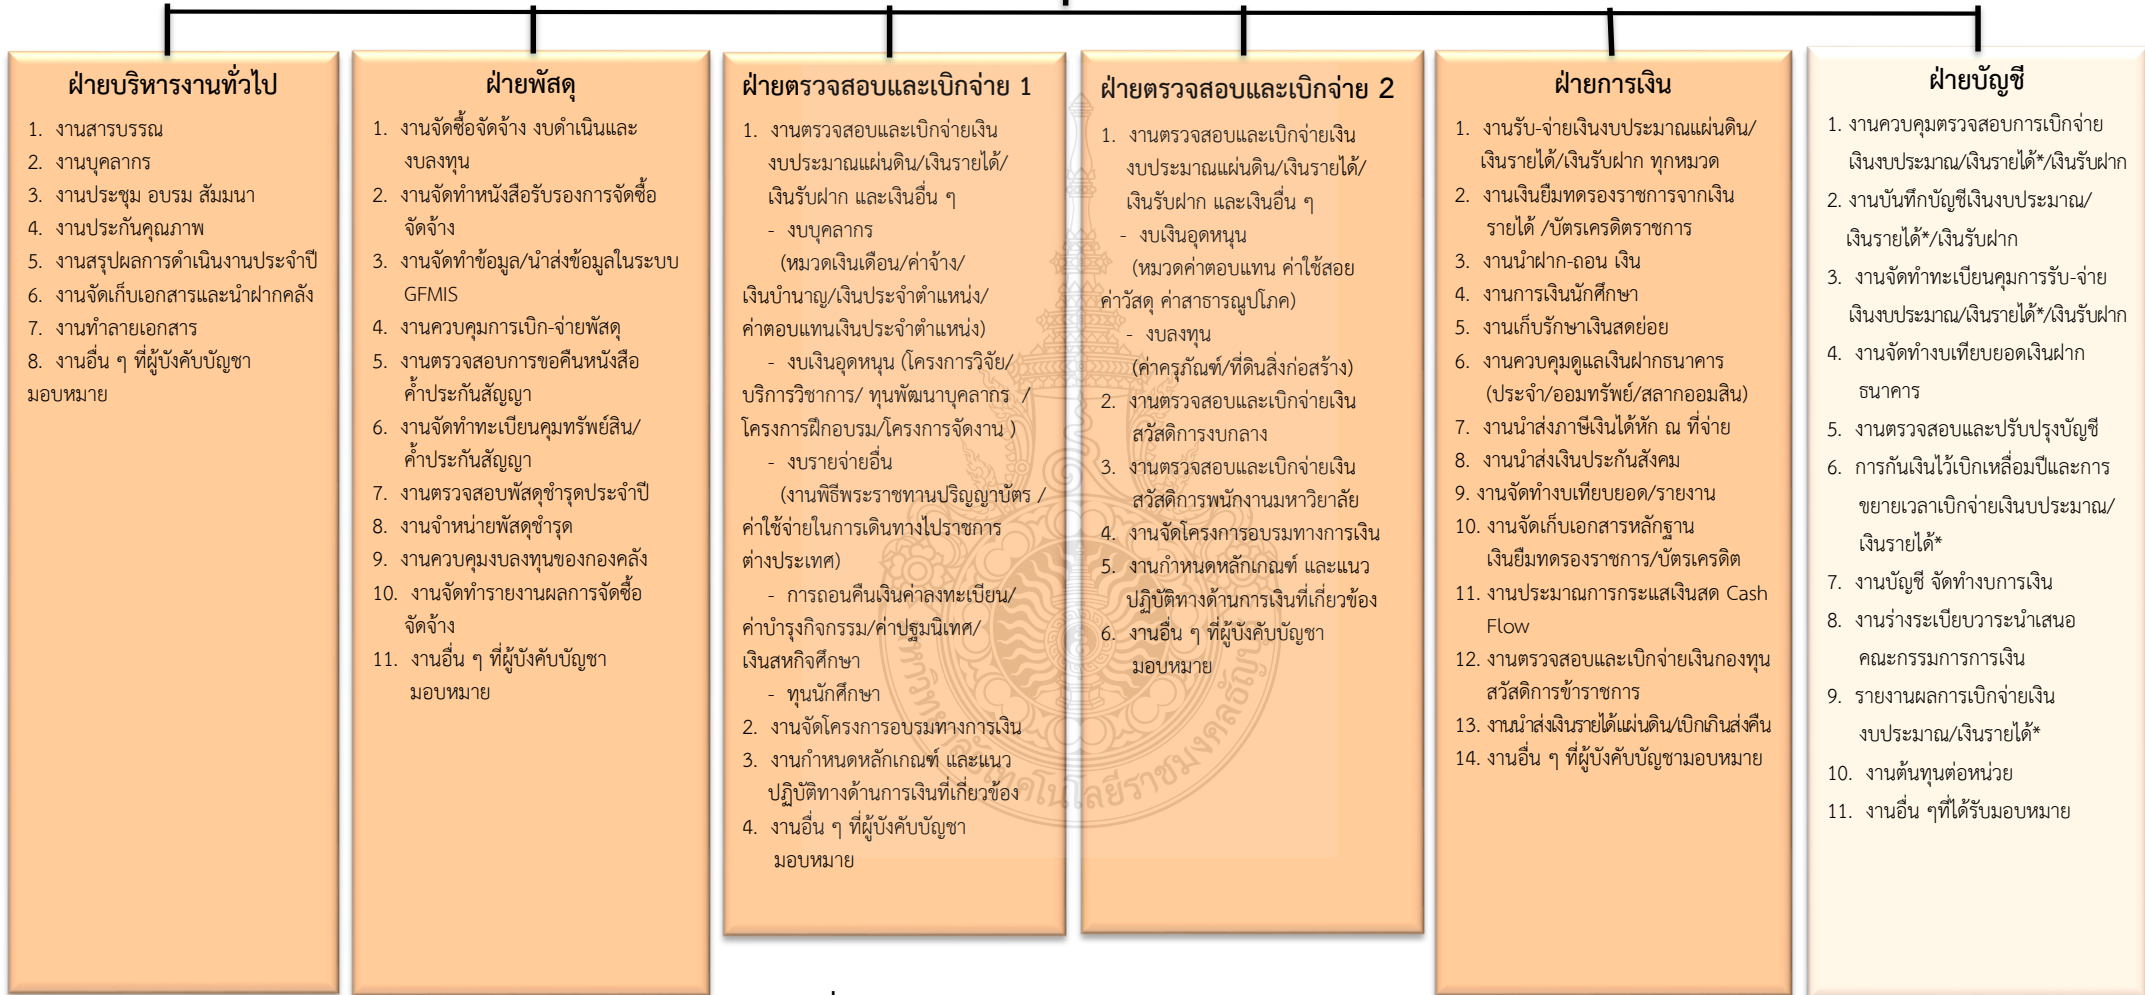 ฝ่ายบริหารงานทั่วไป
1. งานสารบรรณ
2. งานบุคลากร
3. งานประชุม อบรม สัมมนา
4. งานประกันคุณภาพ
5. งานสรุปผลการดำเนินงานประจำปี
6. งานจัดเก็บเอกสารและนำฝากคลัง
7. งานทำลายเอกสาร
8. งานอื่น ๆ ที่ผู้บังคับบัญชา
มอบหมาย
ฝ่ายพัสดุ
1. งานจัดซื้อจัดจ้าง งบดำเนินและ
งบลงทุน
2. งานจัดทำหนังสือรับรองการจัดซื้อ
จัดจ้าง
3. งานจัดทำข้อมูล/นำส่งข้อมูลในระบบ
GFMIS
4. งานควบคุมการเบิก-จ่ายพัสดุ
5. งานตรวจสอบการขอคืนหนังสือ
ค้ำประกันสัญญา
6. งานจัดทำทะเบียนคุมทรัพย์สิน/
ค้ำประกันสัญญา
7. งานตรวจสอบพัสดุชำรุดประจำปี
8. งานจำหน่ายพัสดุชำรุด
9. งานควบคุมงบลงทุนของกองคลัง
10. งานจัดทำรายงานผลการจัดซื้อ
จัดจ้าง
11. งานอื่น ๆ ที่ผู้บังคับบัญชา
มอบหมาย
ฝ่ายตรวจสอบและเบิกจ่าย 1
1. งานตรวจสอบและเบิกจ่ายเงิน
งบประมาณแผ่นดิน/เงินรายได้/
เงินรับฝาก และเงินอื่น ๆ
- งบบุคลากร
(หมวดเงินเดือน/ค่าจ้าง/
เงินบำนาญ/เงินประจำตำแหน่ง/
ค่าตอบแทนเงินประจำตำแหน่ง)
- งบเงินอุดหนุน (โครงการวิจัย/
บริการวิชาการ/ ทุนพัฒนาบุคลากร /
โครงการฝึกอบรม/โครงการจัดงาน )
- งบรายจ่ายอื่น
(งานพิธีพระราชทานปริญญาบัตร /
ค่าใช้จ่ายในการเดินทางไปราชการ
ต่างประเทศ)
- การถอนคืนเงินค่าลงทะเบียน/
ค่าบำรุงกิจกรรม/ค่าปฐมนิเทศ/
เงินสหกิจศึกษา
- ทุนนักศึกษา
2. งานจัดโครงการอบรมทางการเงิน
3. งานกำหนดหลักเกณฑ์ และแนว
ปฏิบัติทางด้านการเงินที่เกี่ยวข้อง
4. งานอื่น ๆ ที่ผู้บังคับบัญชา
มอบหมาย
ฝ่ายตรวจสอบและเบิกจ่าย 2
1. งานตรวจสอบและเบิกจ่ายเงิน
งบประมาณแผ่นดิน/เงินรายได้/
เงินรับฝาก และเงินอื่น ๆ
- งบเงินอุดหนุน
(หมวดค่าตอบแทน ค่าใช้สอย
ค่าวัสดุ ค่าสาธารณูปโภค)
- งบลงทุน
(ค่าครุภัณฑ์/ที่ดินสิ่งก่อสร้าง)
2. งานตรวจสอบและเบิกจ่ายเงิน
สวัสดิการงบกลาง
3. งานตรวจสอบและเบิกจ่ายเงิน
สวัสดิการพนักงานมหาวิยาลัย
4. งานจัดโครงการอบรมทางการเงิน
5. งานกำหนดหลักเกณฑ์ และแนว
ปฏิบัติทางด้านการเงินที่เกี่ยวข้อง
6. งานอื่น ๆ ที่ผู้บังคับบัญชา
มอบหมาย
ฝ่ายการเงิน
1. งานรับ-จ่ายเงินงบประมาณแผ่นดิน/
เงินรายได้/เงินรับฝาก ทุกหมวด
2. งานเงินยืมทดรองราชการจากเงิน
รายได้ /บัตรเครดิตราชการ
3. งานนำฝาก-ถอน เงิน
4. งานการเงินนักศึกษา
5. งานเก็บรักษาเงินสดย่อย
6. งานควบคุมดูแลเงินฝากธนาคาร
(ประจำ/ออมทรัพย์/สลากออมสิน)
7. งานนำส่งภาษีเงินได้หัก ณ ที่จ่าย
8. งานนำส่งเงินประกันสังคม
9. งานจัดทำงบเทียบยอด/รายงาน
10. งานจัดเก็บเอกสารหลักฐาน
เงินยืมทดรองราชการ/บัตรเครดิต
11. งานประมาณการกระแสเงินสด Cash
Flow
12. งานตรวจสอบและเบิกจ่ายเงินกองทุน
สวัสดิการข้าราชการ
13. งานนำส่งเงินรายได้แผ่นดิน/เบิกเกินส่งคืน
14. งานอื่น ๆ ที่ผู้บังคับบัญชามอบหมาย
ฝ่ายบัญชี
1. งานควบคุมตรวจสอบการเบิกจ่าย
เงินงบประมาณ/เงินรายได้*/เงินรับฝาก
2. งานบันทึกบัญชีเงินงบประมาณ/
เงินรายได้*/เงินรับฝาก
3. งานจัดทำทะเบียนคุมการรับ-จ่าย
เงินงบประมาณ/เงินรายได้*/เงินรับฝาก
4. งานจัดทำงบเทียบยอดเงินฝาก
ธนาคาร
5. งานตรวจสอบและปรับปรุงบัญชี
6. การกันเงินไว้เบิกเหลื่อมปีและการ
ขยายเวลาเบิกจ่ายเงินบประมาณ/
เงินรายได้*
7. งานบัญชี จัดทำงบการเงิน
8. งานร่างระเบียบวาระนำเสนอ
คณะกรรมการการเงิน
9. รายงานผลการเบิกจ่ายเงิน
งบประมาณ/เงินรายได้*
10. งานต้นทุนต่อหน่วย
11. งานอื่น ๆที่ได้รับมอบหมาย
มหาวิทยาลัยเทคโนโลยีราชมงคลธัญบุรี